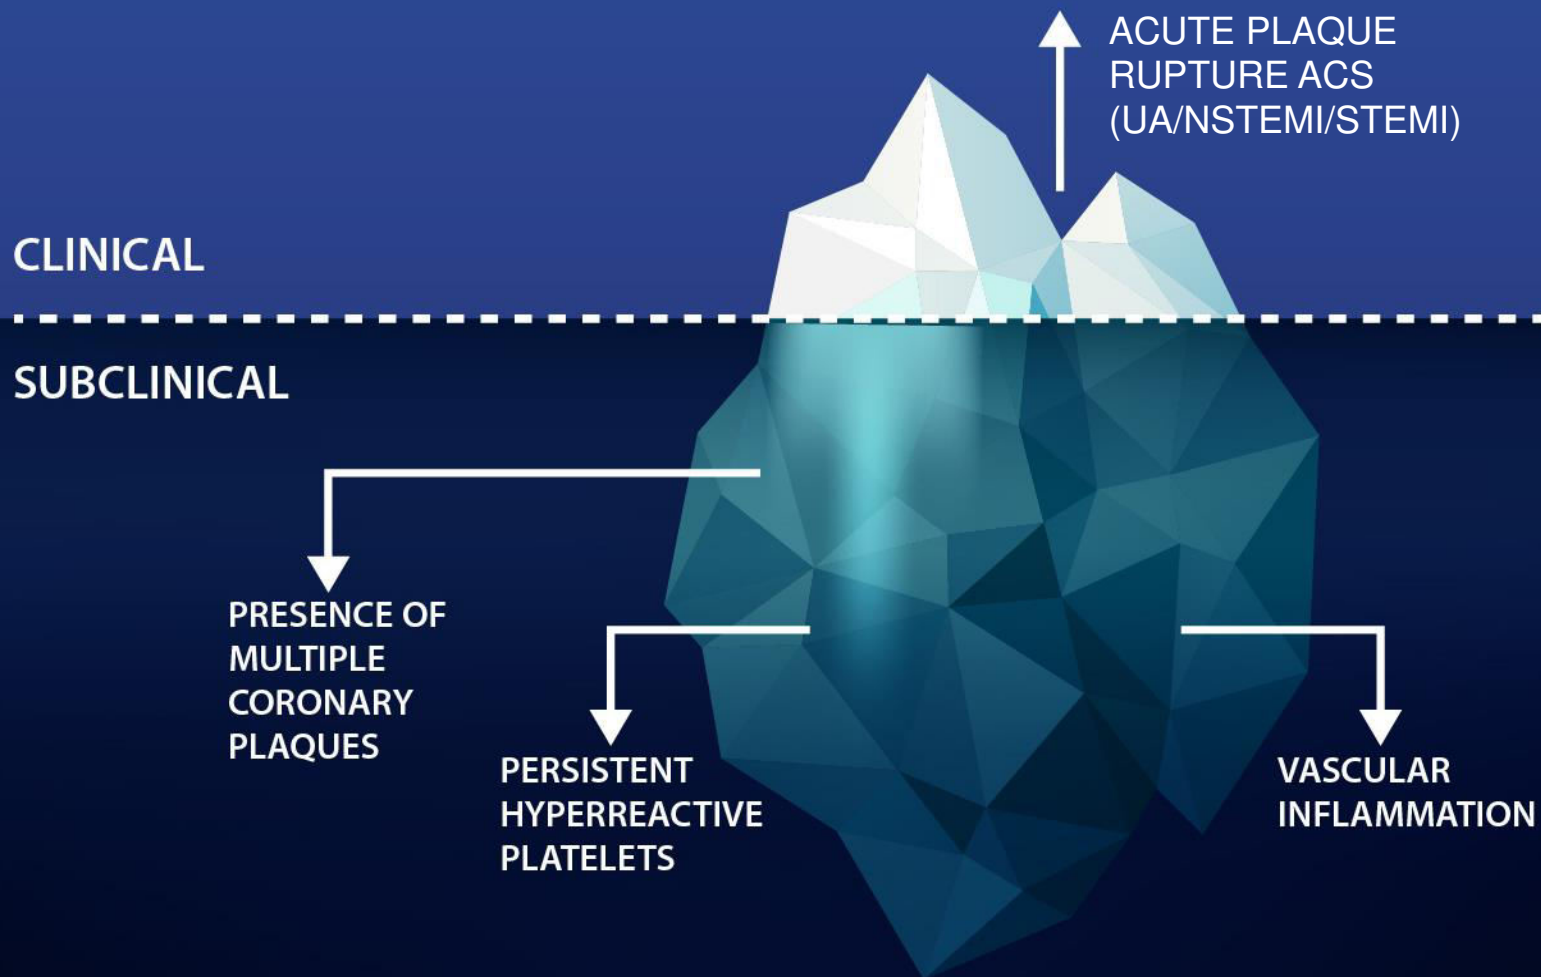 ACUTE PLAQUE
RUPTURE ACS
(UA/NSTEMI/STEMI)
CLINICAL
SUBCLINICAL
PRESENCE OF
MULTIPLE
CORONARY
PLAQUES
PERSISTENT
HYPERREACTIVE
PLATELETS
VASCULAR
INFLAMMATION